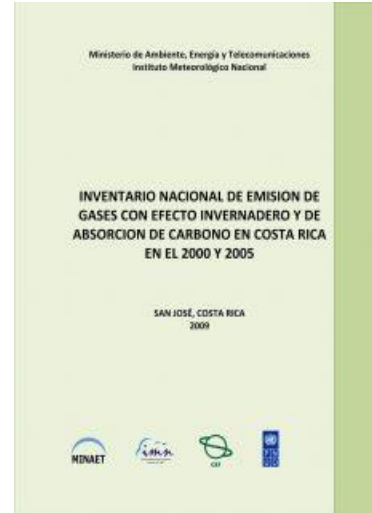 Ministerio de Ambiente, Energía y Telecomunicaciones
Instituto Meteorológico Nacional
INVENTARIO NACIONAL DE EMISION DE
GASES CON EFECTO INVERNADERO Y DE
ABSORCION DE CARBONO EN COSTA RICA
EN EL 2000 Y 2005
SAN JOSÉ, COSTA RICA
2009
MINAET
imn